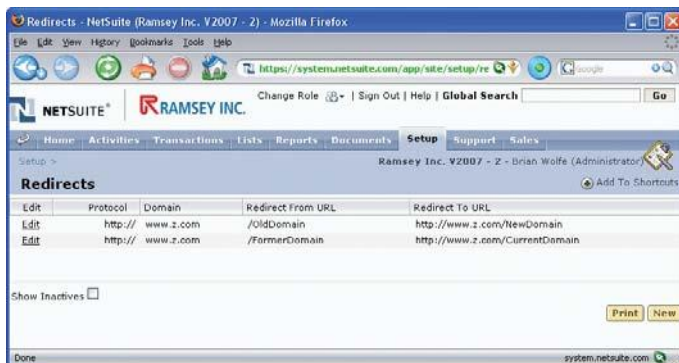 Redirects - NetSuite (Ramsey Inc. V2007 - 2) - Mozilla Firefox
File Edit View History Bookmarks Tools Help
https://system.netsuite.com/app/site/setup/re Google
Change Role | Sign Out | Help | Global Search Go
N NETSUITE R RAMSEY INC.
Home Activities Transactions Lists Reports Documents Setup Support Sales
Setup > Ramsey Inc. V2007 - 2 - Brian Wolfe (Administrator)
Redirects Add To Shortcuts
Edit Protocol Domain Redirect From URL Redirect To URL
Edit http:// www.z.com /OldDomain http://www.z.com/NewDomain
Edit http:// www.z.com /FormerDomain http://www.z.com/CurrentDomain
Show Inactives
Print New
Done system.netsuite.com